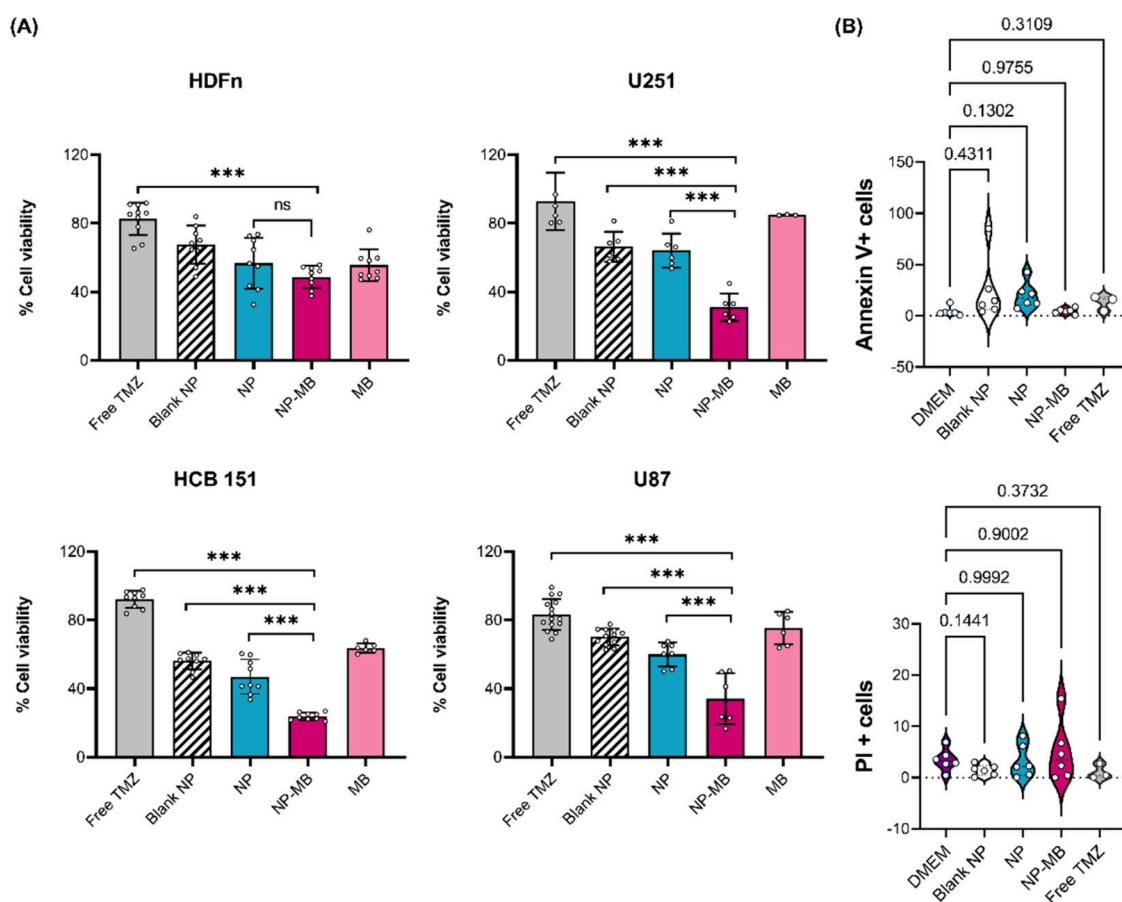 (A)
HDFn
% Cell viability
120
80
40
0
***
ns
Free TMZ
Blank NP
NP
NP-MB
MB
U251
% Cell viability
120
80
40
0
***
***
***
Free TMZ
Blank NP
NP
NP-MB
MB
HCB 151
% Cell viability
120
80
40
0
***
***
***
Free TMZ
Blank NP
NP
NP-MB
MB
U87
% Cell viability
120
80
40
0
***
***
***
Free TMZ
Blank NP
NP
NP-MB
MB
(B)
0.3109
0.9755
0.1302
0.4311
Annexin V+ cells
150
100
50
0
-50
DMEM
Blank NP
NP
NP-MB
Free TMZ
0.3732
0.9002
0.9992
0.1441
PI + cells
30
20
10
0
-10
DMEM
Blank NP
NP
NP-MB
Free TMZ